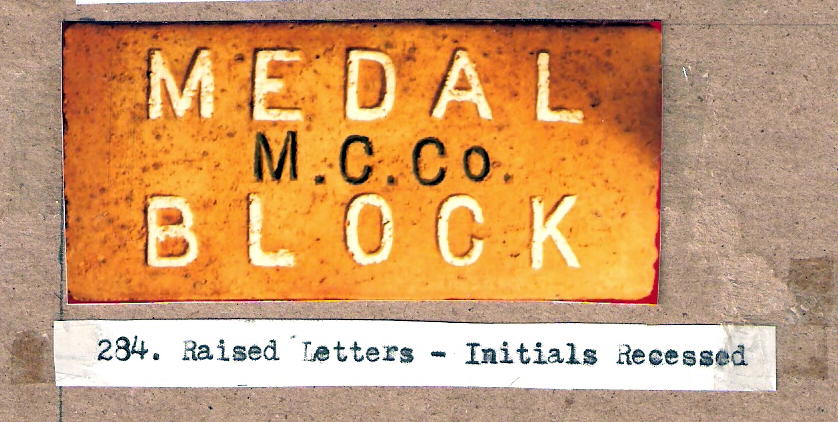 MEDAL
M.C.Co.
BLOCK
284. Raised Letters - Initials Recessed